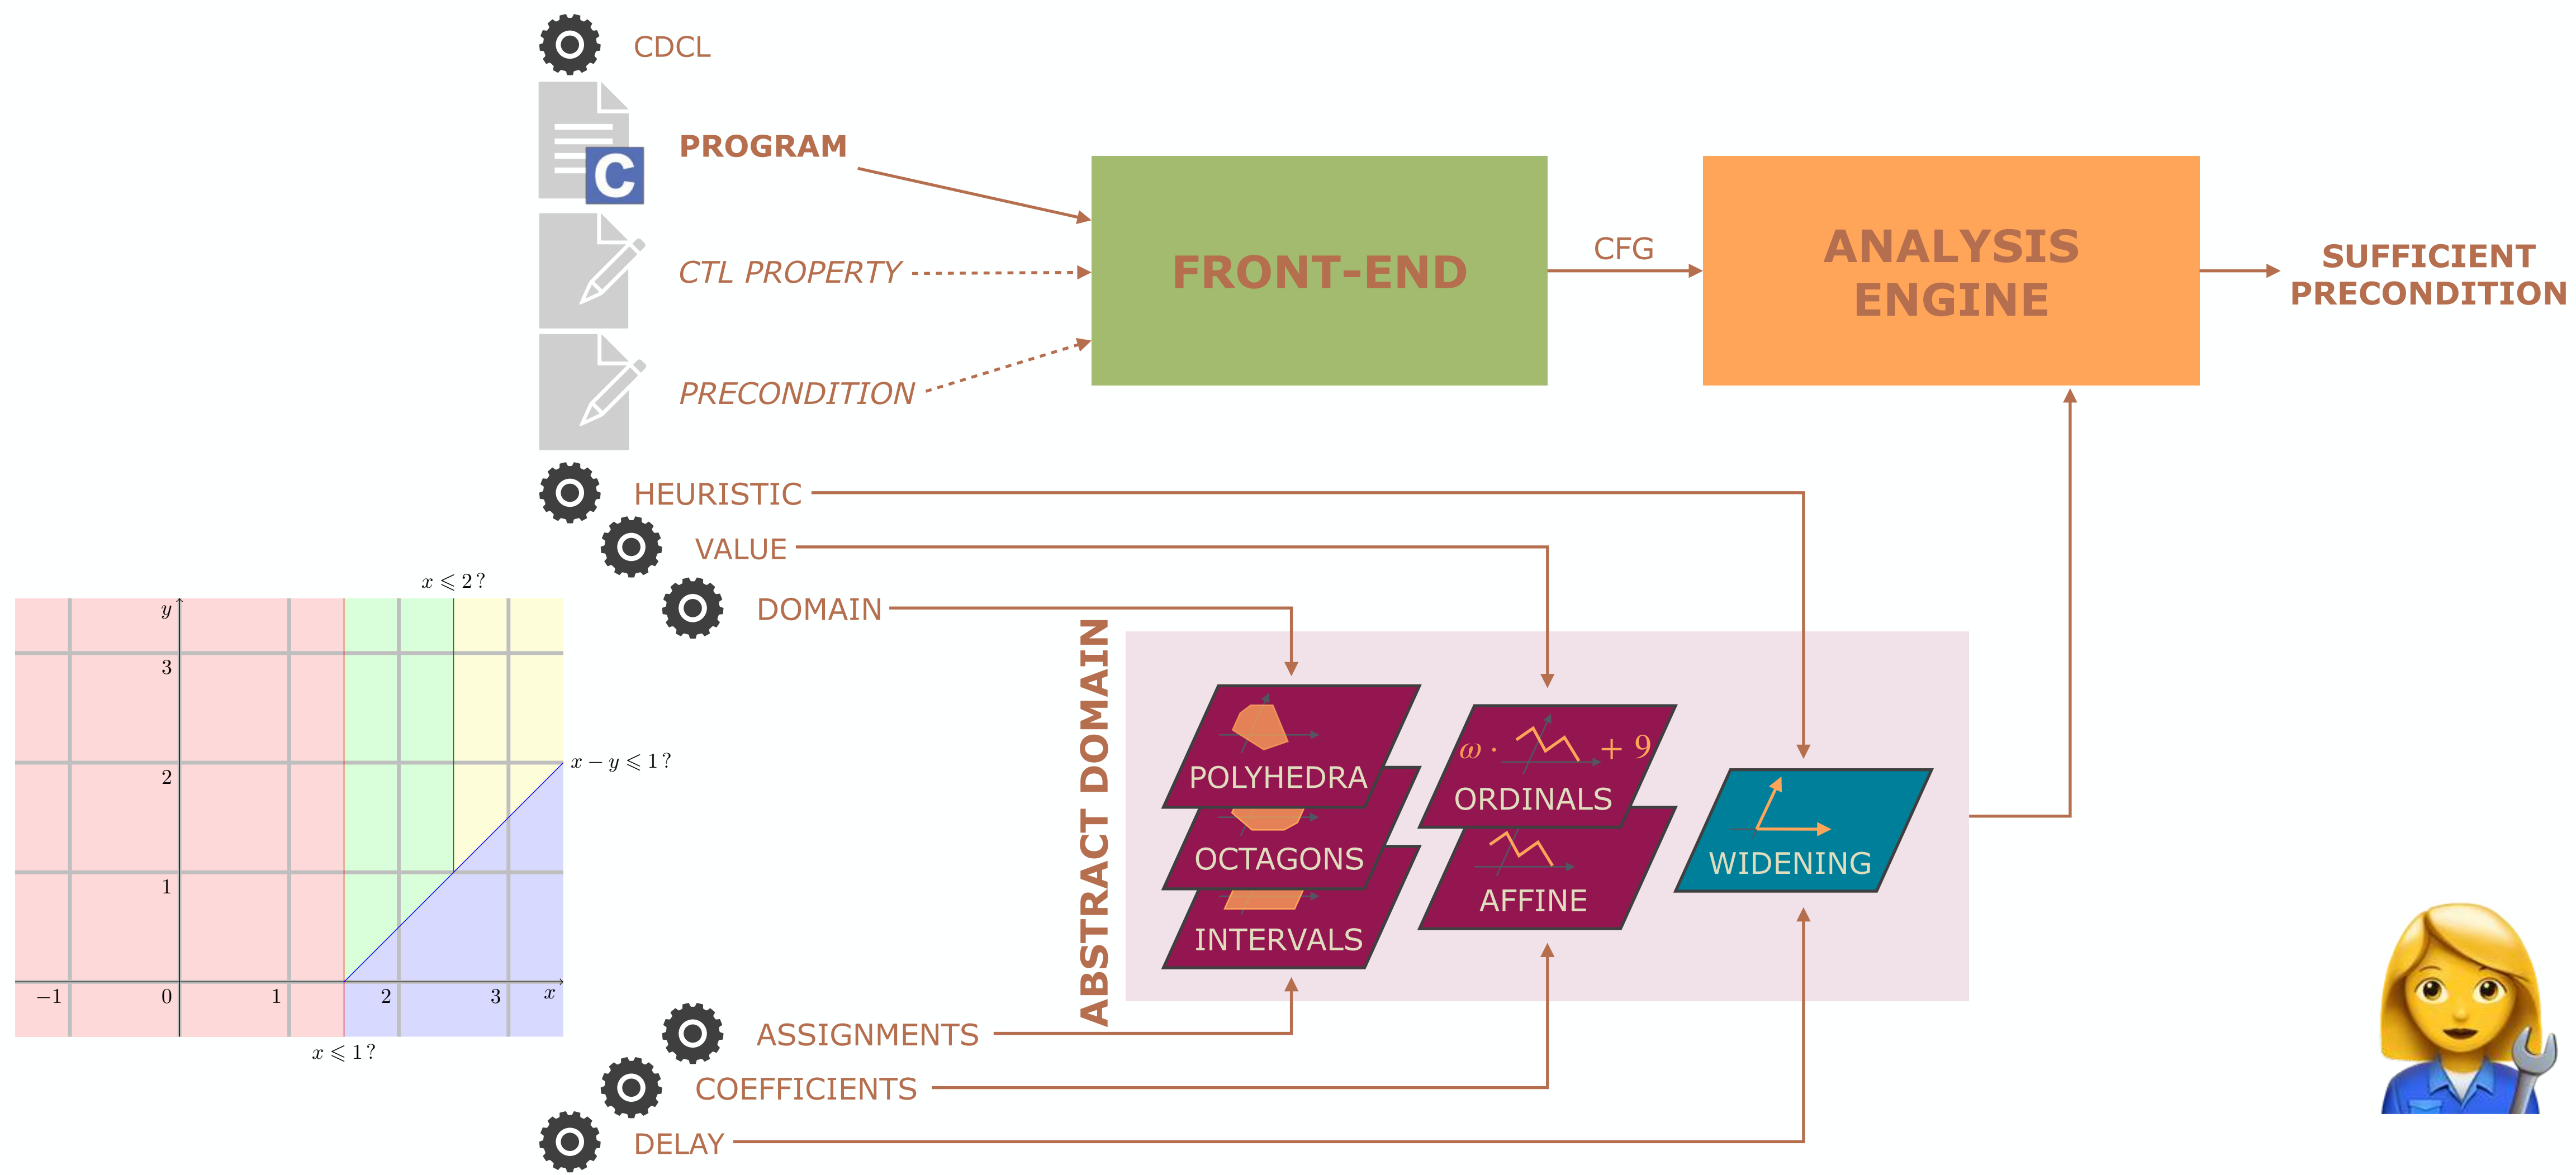 CDCL
C
PROGRAM
CTL PROPERTY
PRECONDITION
FRONT-END
CFG
ANALYSIS
ENGINE
SUFFICIENT
PRECONDITION
HEURISTIC
VALUE
DOMAIN
x ⩽ 2 ?
y
3
2
1
x − y ⩽ 1 ?
−1
0
1
2
3
x
x ⩽ 1 ?
ABSTRACT DOMAIN
POLYHEDRA
OCTAGONS
INTERVALS
ω · + 9
ORDINALS
AFFINE
WIDENING
ASSIGNMENTS
COEFFICIENTS
DELAY